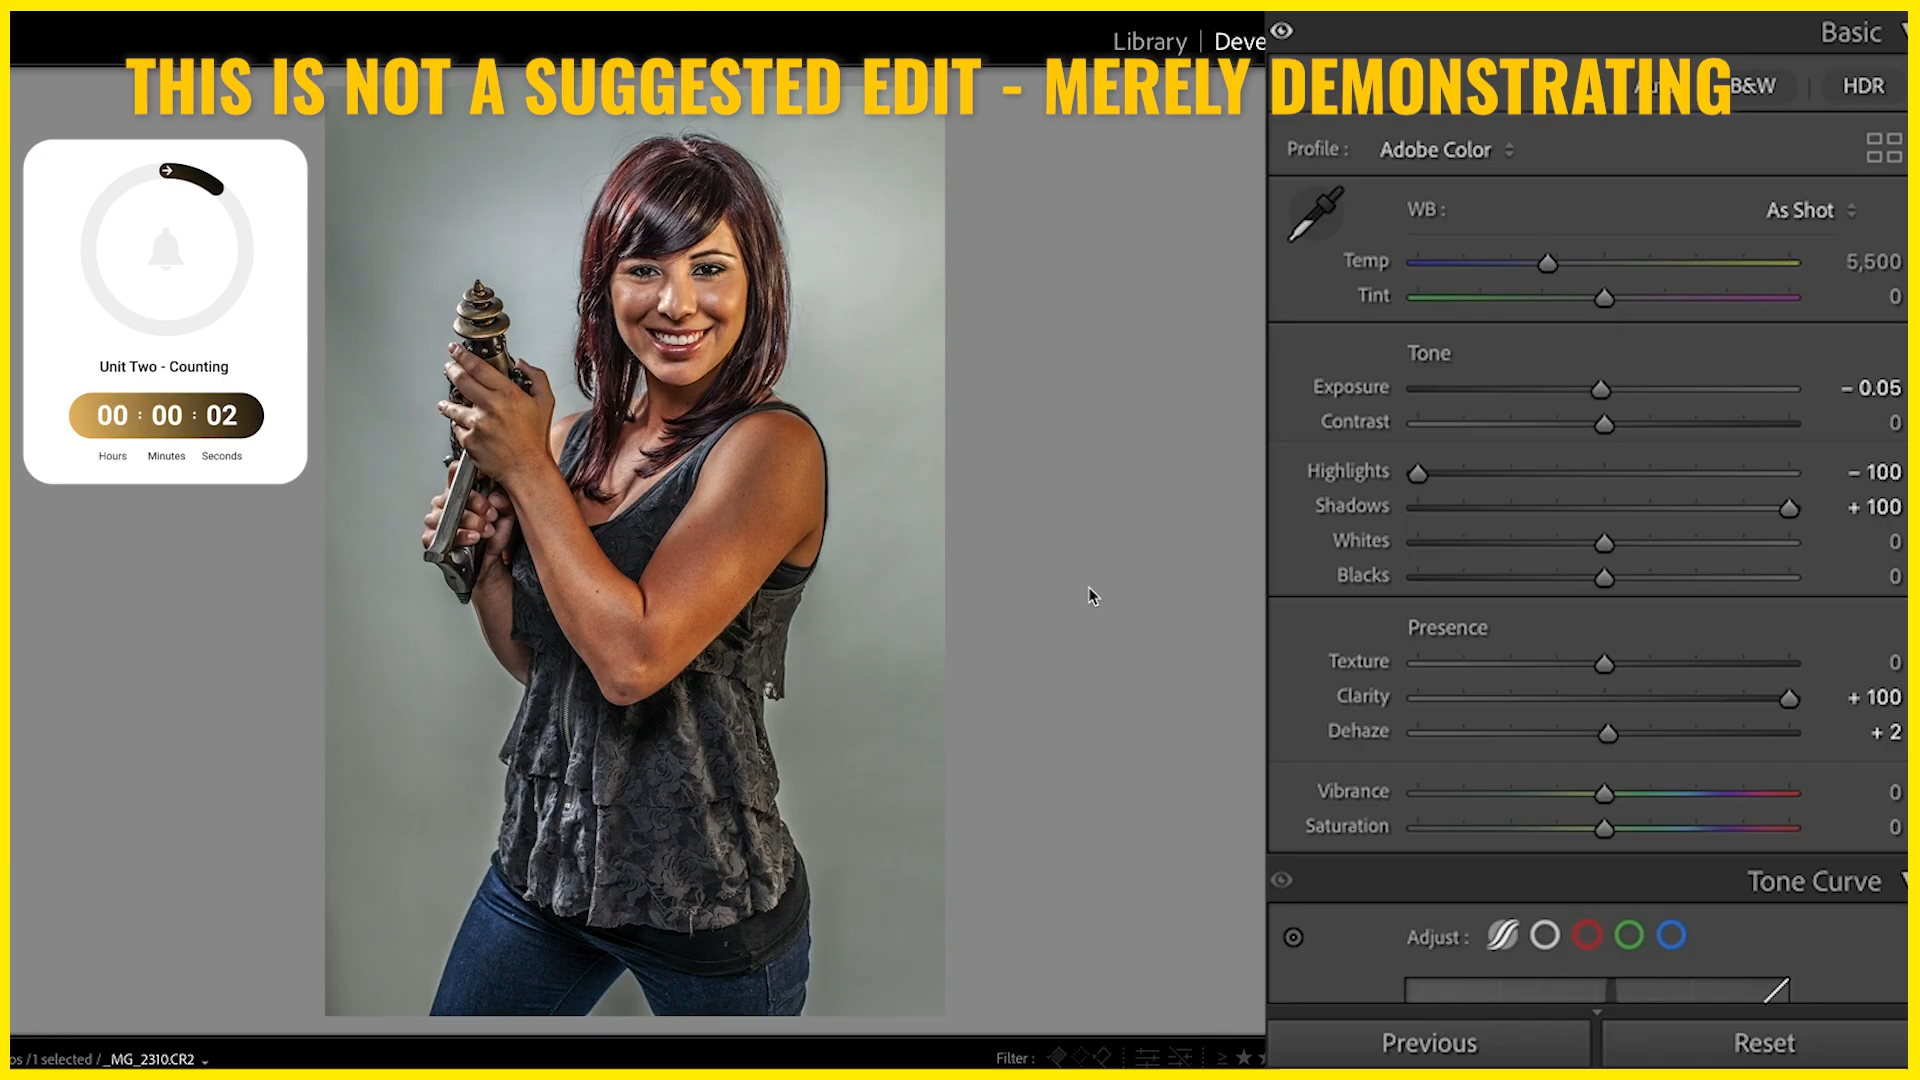 Library | Deve
Basic
THIS IS NOT A SUGGESTED EDIT - MERELY DEMONSTRATING
B&W
HDR
Profile :
Adobe Color
WB :
As Shot
Temp
5,500
Tint
0
Tone
Exposure
– 0.05
Contrast
0
Highlights
– 100
Shadows
+ 100
Whites
0
Blacks
0
Presence
Texture
0
Clarity
+ 100
Dehaze
+ 2
Vibrance
0
Saturation
0
Tone Curve
Adjust :
Previous
Reset
Unit Two - Counting
00 : 00 : 02
Hours Minutes Seconds
os /1 selected / _MG_2310.CR2
Filter :
≥